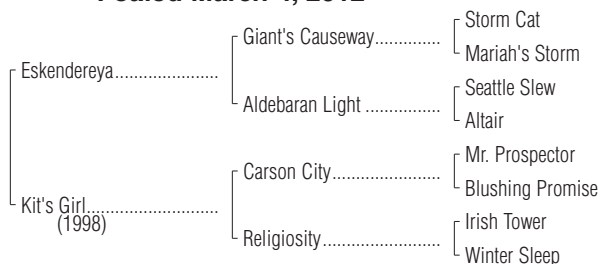 Foaled March 4, 2012
Storm Cat
Giant's Causeway...............
Mariah's Storm
Eskendereya......................
Seattle Slew
Aldebaran Light ................
Altair
Mr. Prospector
Carson City......................
Blushing Promise
Kit's Girl............................
(1998)
Irish Tower
Religiosity......................
Winter Sleep